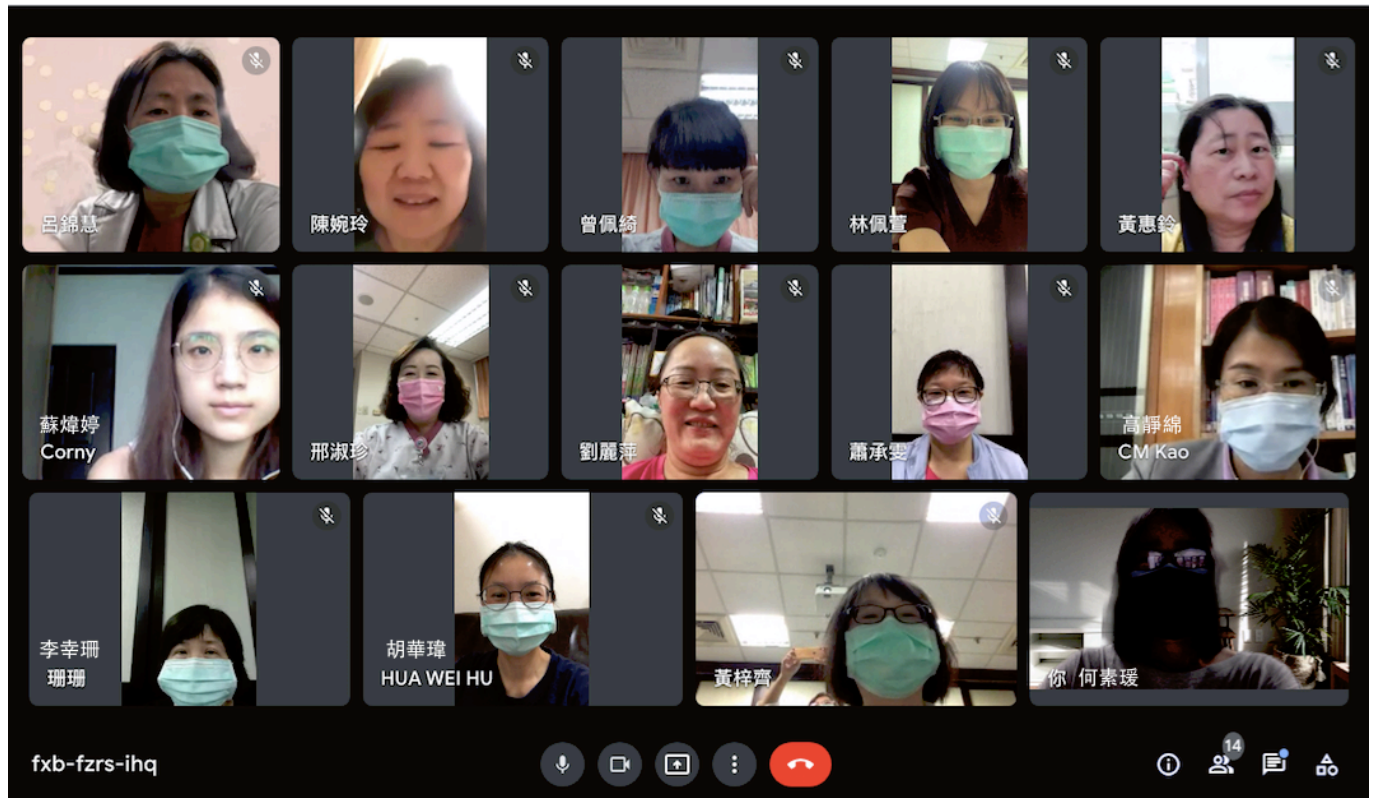 呂錦慧
陳婉玲
曾佩綺
林佩萱
黃惠鈴
蘇煒婷
Corny
邢淑珍
劉麗萍
蕭承雯
高靜綿
CM Kao
李幸珊
珊珊
胡華瑋
HUA WEI HU
黃梓齊
你 何素瑗
fxb-fzrs-ihq
14